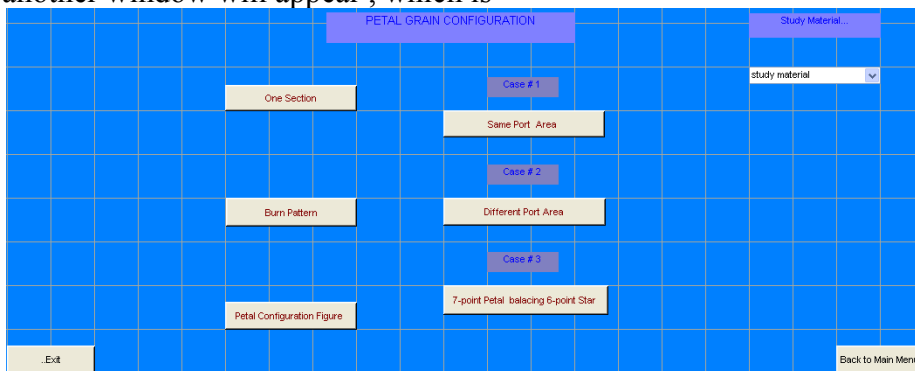 another window will appear , which is
PETAL GRAIN CONFIGURATION
Study Material...
study material
Case # 1
One Section
Same Port Area
Case # 2
Burn Pattern
Different Port Area
Case # 3
7-point Petal balacing 6-point Star
Petal Configuration Figure
..Exit
Back to Main Menu